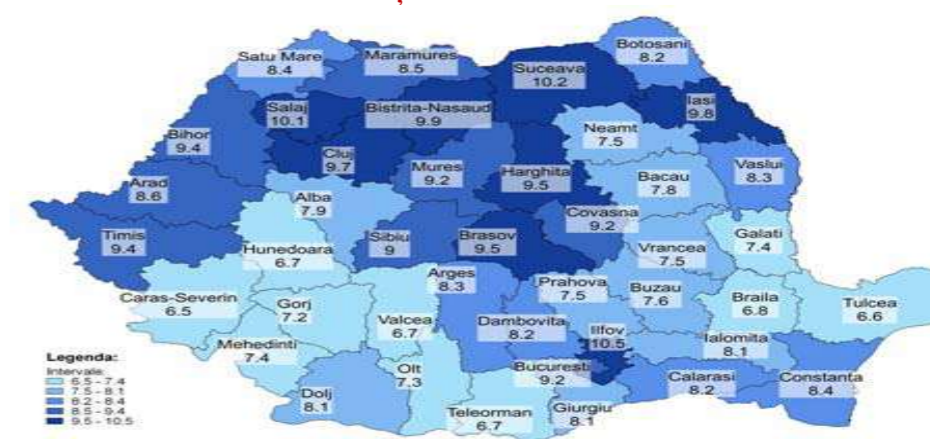 Botosani
8.2
Satu Mare
8.4
Maramures
8.5
Suceava
10.2
Iasi
9.8
Salaj
10.1
Bistrita-Nasaud
9.9
Neamt
7.5
Bihor
9.4
Cluj
9.7
Mures
9.2
Harghita
9.5
Bacau
7.8
Vaslui
8.3
Arad
8.6
Alba
7.9
Covasna
9.2
Timis
9.4
Hunedoara
6.7
Sibiu
9
Brasov
9.5
Vrancea
7.5
Galati
7.4
Arges
8.3
Prahova
7.5
Buzau
7.6
Braila
6.8
Tulcea
6.6
Caras-Severin
6.5
Gorj
7.2
Valcea
6.7
Dambovita
8.2
Ilfov
10.5
Ialomita
8.1
Mehedinti
7.4
Olt
7.3
Bucuresti
9.2
Calarasi
8.2
Constanta
8.4
Dolj
8.1
Teleorman
6.7
Giurgiu
8.1
Legenda:
Intervale:
6.5 - 7.4
7.5 - 8.1
8.2 - 8.4
8.5 - 9.4
9.5 - 10.5